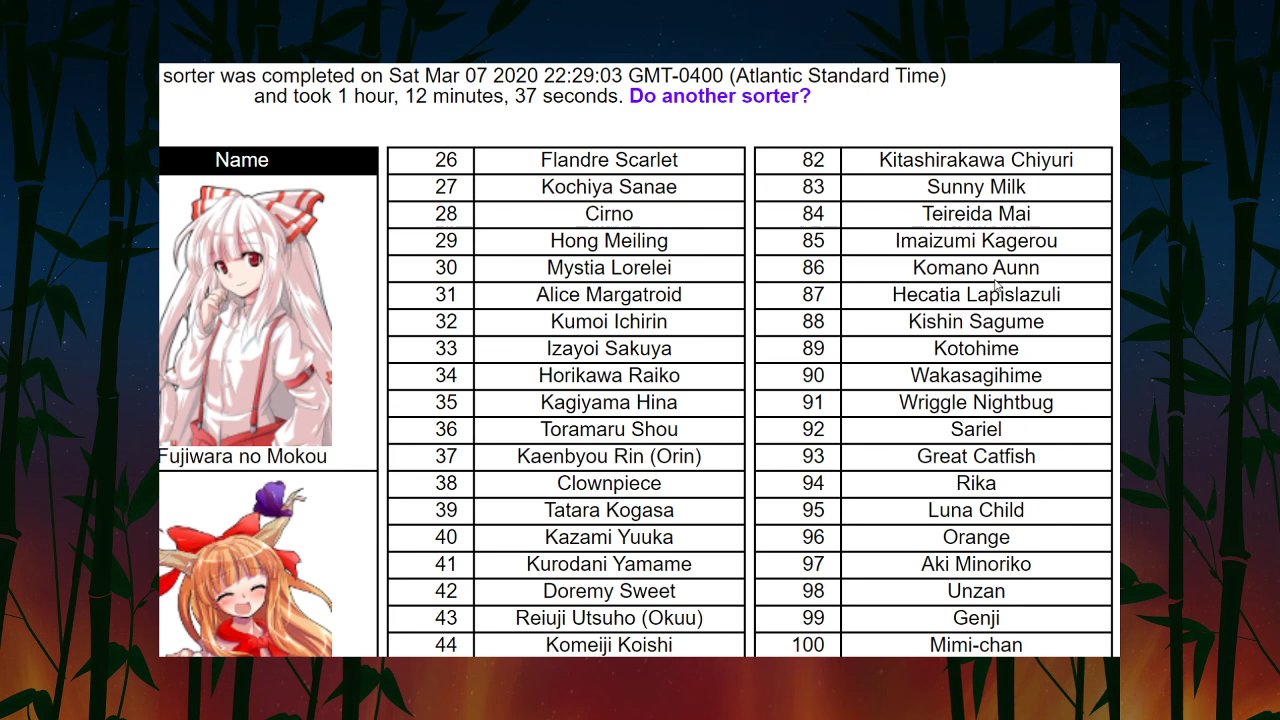 sorter was completed on Sat Mar 07 2020 22:29:03 GMT-0400 (Atlantic Standard Time)
and took 1 hour, 12 minutes, 37 seconds. Do another sorter?
Name
Fujiwara no Mokou
26 Flandre Scarlet
27 Kochiya Sanae
28 Cirno
29 Hong Meiling
30 Mystia Lorelei
31 Alice Margatroid
32 Kumoi Ichirin
33 Izayoi Sakuya
34 Horikawa Raiko
35 Kagiyama Hina
36 Toramaru Shou
37 Kaenbyou Rin (Orin)
38 Clownpiece
39 Tatara Kogasa
40 Kazami Yuuka
41 Kurodani Yamame
42 Doremy Sweet
43 Reiuji Utsuho (Okuu)
44 Komeiji Koishi
82 Kitashirakawa Chiyuri
83 Sunny Milk
84 Teireida Mai
85 Imaizumi Kagerou
86 Komano Aunn
87 Hecatia Lapislazuli
88 Kishin Sagume
89 Kotohime
90 Wakasagihime
91 Wriggle Nightbug
92 Sariel
93 Great Catfish
94 Rika
95 Luna Child
96 Orange
97 Aki Minoriko
98 Unzan
99 Genji
100 Mimi-chan